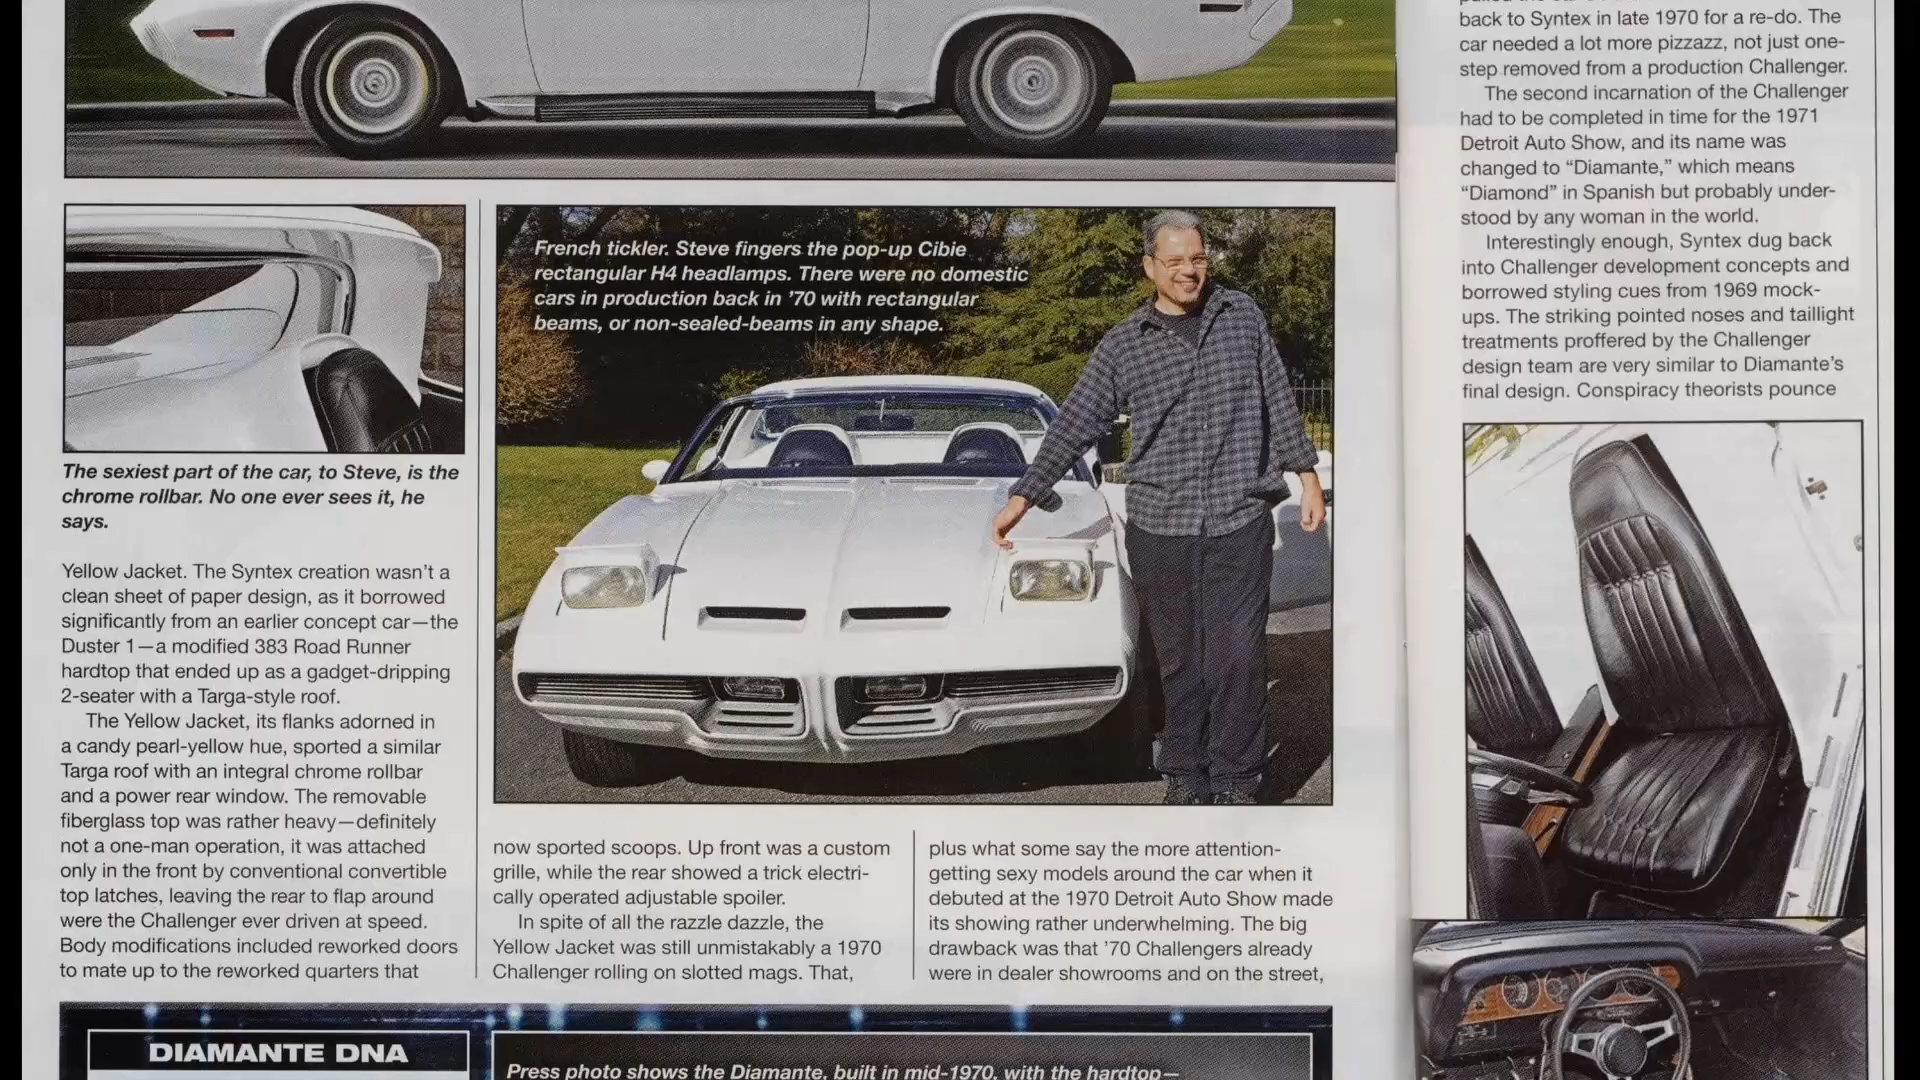 French tickler. Steve fingers the pop-up Cibie
rectangular H4 headlamps. There were no domestic
cars in production back in ’70 with rectangular
beams, or non-sealed-beams in any shape.
The sexiest part of the car, to Steve, is the
chrome rollbar. No one ever sees it, he
says.
Yellow Jacket. The Syntex creation wasn’t a
clean sheet of paper design, as it borrowed
significantly from an earlier concept car—the
Duster 1—a modified 383 Road Runner
hardtop that ended up as a gadget-dripping
2-seater with a Targa-style roof.
The Yellow Jacket, its flanks adorned in
a candy pearl-yellow hue, sported a similar
Targa roof with an integral chrome rollbar
and a power rear window. The removable
fiberglass top was rather heavy—definitely
not a one-man operation, it was attached
only in the front by conventional convertible
top latches, leaving the rear to flap around
were the Challenger ever driven at speed.
Body modifications included reworked doors
to mate up to the reworked quarters that
now sported scoops. Up front was a custom
grille, while the rear showed a trick electri-
cally operated adjustable spoiler.
In spite of all the razzle dazzle, the
Yellow Jacket was still unmistakably a 1970
Challenger rolling on slotted mags. That,
plus what some say the more attention-
getting sexy models around the car when it
debuted at the 1970 Detroit Auto Show made
its showing rather underwhelming. The big
drawback was that ’70 Challengers already
were in dealer showrooms and on the street,
back to Syntex in late 1970 for a re-do. The
car needed a lot more pizzazz, not just one-
step removed from a production Challenger.
The second incarnation of the Challenger
had to be completed in time for the 1971
Detroit Auto Show, and its name was
changed to “Diamante,” which means
“Diamond” in Spanish but probably under-
stood by any woman in the world.
Interestingly enough, Syntex dug back
into Challenger development concepts and
borrowed styling cues from 1969 mock-
ups. The striking pointed noses and taillight
treatments proffered by the Challenger
design team are very similar to Diamante’s
final design. Conspiracy theorists pounce
DIAMANTE DNA
Press photo shows the Diamante, built in mid-1970, with the hardtop—